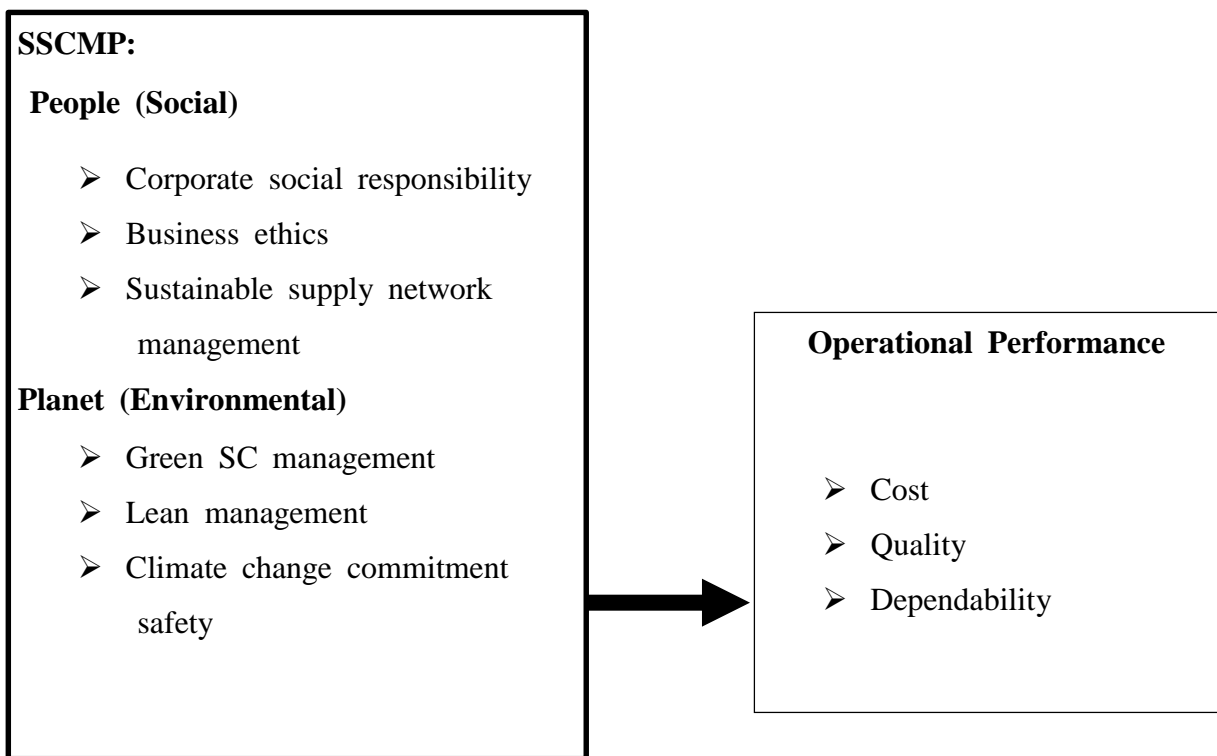 SSCMP:
People (Social)
➢ Corporate social responsibility
➢ Business ethics
➢ Sustainable supply network
management
Planet (Environmental)
➢ Green SC management
➢ Lean management
➢ Climate change commitment
safety
Operational Performance
➢ Cost
➢ Quality
➢ Dependability